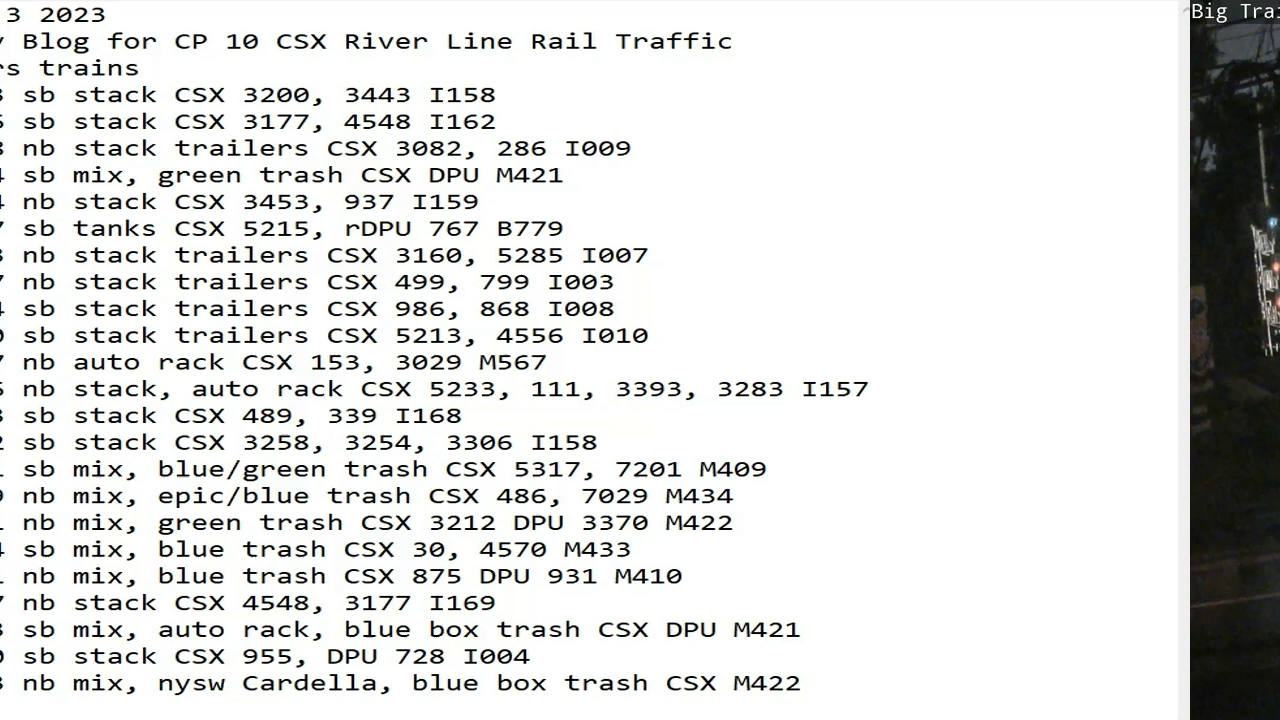 3 2023
Blog for CP 10 CSX River Line Rail Traffic
trains
sb stack CSX 3200, 3443 I158
sb stack CSX 3177, 4548 I162
nb stack trailers CSX 3082, 286 I009
sb mix, green trash CSX DPU M421
nb stack CSX 3453, 937 I159
sb tanks CSX 5215, rDPU 767 B779
nb stack trailers CSX 3160, 5285 I007
nb stack trailers CSX 499, 799 I003
sb stack trailers CSX 986, 868 I008
sb stack trailers CSX 5213, 4556 I010
nb auto rack CSX 153, 3029 M567
nb stack, auto rack CSX 5233, 111, 3393, 3283 I157
sb stack CSX 489, 339 I168
sb stack CSX 3258, 3254, 3306 I158
sb mix, blue/green trash CSX 5317, 7201 M409
nb mix, epic/blue trash CSX 486, 7029 M434
nb mix, green trash CSX 3212 DPU 3370 M422
sb mix, blue trash CSX 30, 4570 M433
nb mix, blue trash CSX 875 DPU 931 M410
nb stack CSX 4548, 3177 I169
sb mix, auto rack, blue box trash CSX DPU M421
sb stack CSX 955, DPU 728 I004
nb mix, nysw Cardella, blue box trash CSX M422
Big